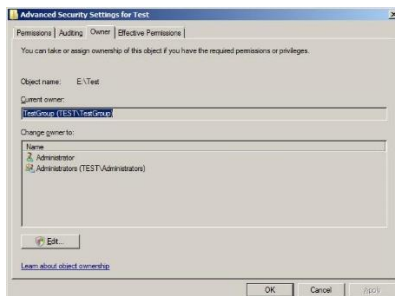 Advanced Security Settings for Test
Permissions | Auditing | Owner | Effective Permissions
You can take or assign ownership of this object if you have the required permissions or privileges.
Object name: E:\Test
Current owner:
TestGroup (TEST\TestGroup)
Change owner to:
Name
Administrator
Administrators (TEST\Administrators)
Edit...
Learn about object ownership
OK Cancel Apply